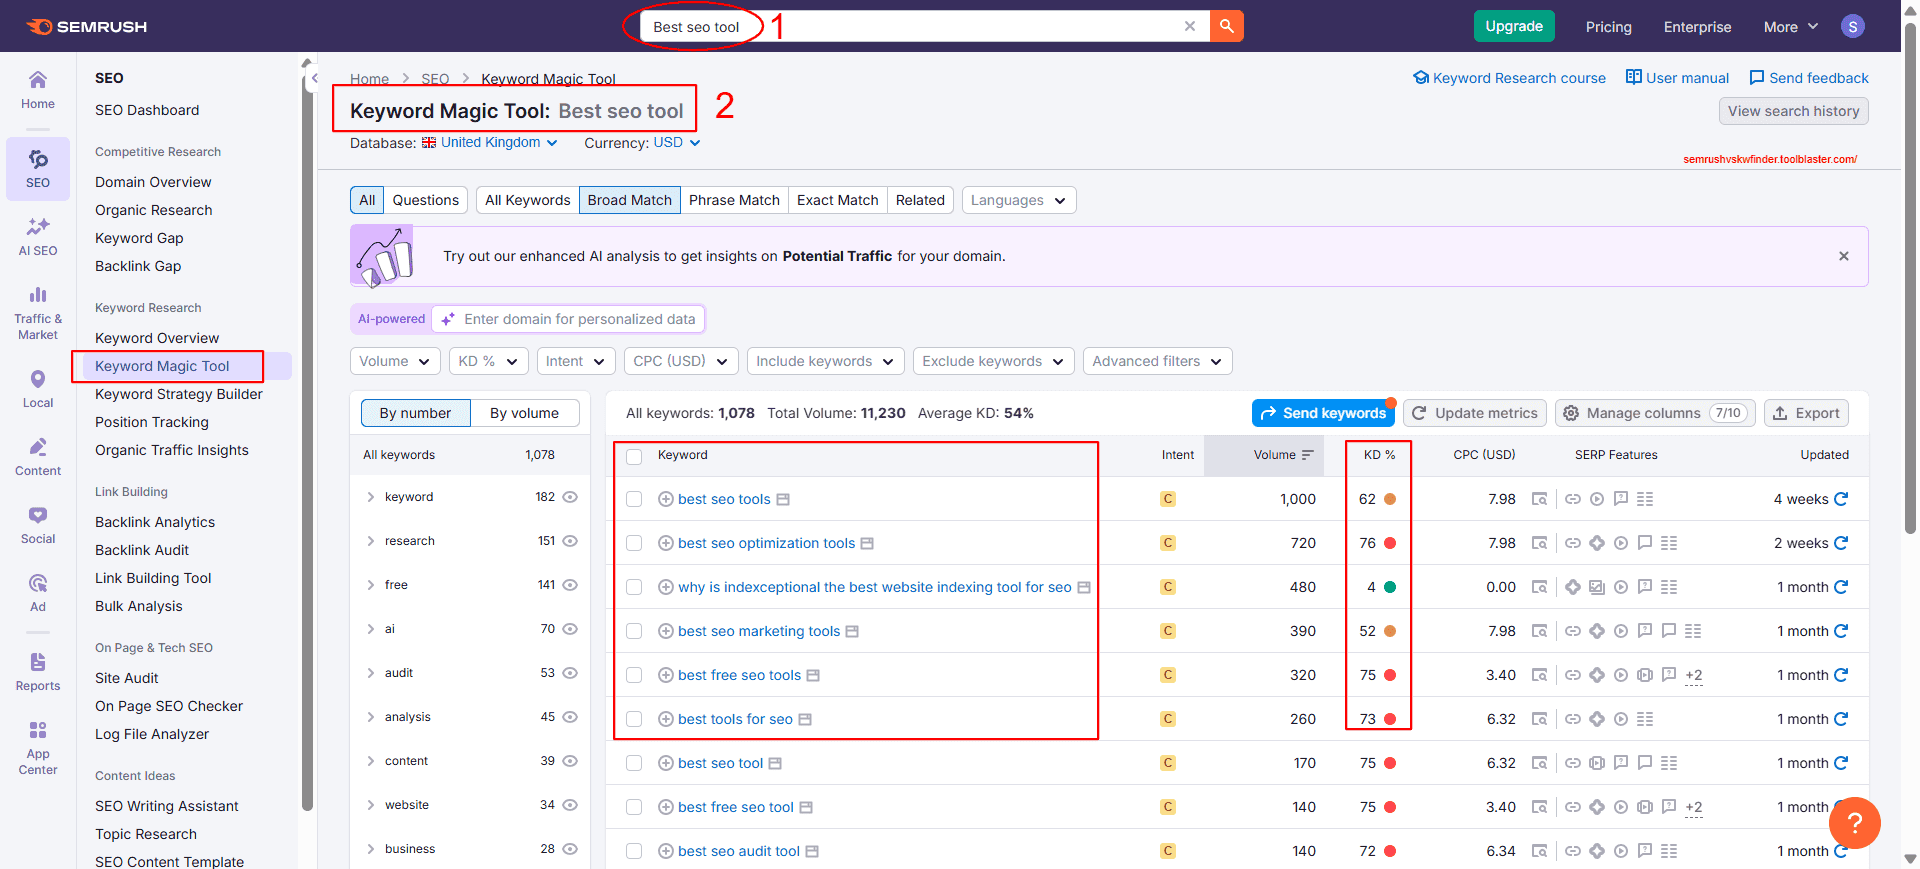 SEMRUSH
Best seo tool
1
Upgrade
Pricing
Enterprise
More
S
Home
SEO
AI SEO
Traffic &
Market
Local
Content
Social
Ad
Reports
App
Center
SEO
SEO Dashboard
Competitive Research
Domain Overview
Organic Research
Keyword Gap
Backlink Gap
Keyword Research
Keyword Overview
Keyword Magic Tool
Keyword Strategy Builder
Position Tracking
Organic Traffic Insights
Link Building
Backlink Analytics
Backlink Audit
Link Building Tool
Bulk Analysis
On Page & Tech SEO
Site Audit
On Page SEO Checker
Log File Analyzer
Content Ideas
SEO Writing Assistant
Topic Research
SEO Content Template
Home > SEO > Keyword Magic Tool
Keyword Research course
User manual
Send feedback
Keyword Magic Tool: Best seo tool
2
View search history
Database: United Kingdom Currency: USD
semrushvskwfinder.toolblaster.com/
All Questions All Keywords Broad Match Phrase Match Exact Match Related Languages
Try out our enhanced AI analysis to get insights on Potential Traffic for your domain.
AI-powered Enter domain for personalized data
Volume KD % Intent CPC (USD) Include keywords Exclude keywords Advanced filters
By number By volume
All keywords 1,078
keyword 182
research 151
free 141
ai 70
audit 53
analysis 45
content 39
website 34
business 28
All keywords: 1,078 Total Volume: 11,230 Average KD: 54%
Send keywords Update metrics Manage columns 7/10 Export
Keyword Intent Volume KD % CPC (USD) SERP Features Updated
best seo tools C 1,000 62 7.98 4 weeks
best seo optimization tools C 720 76 7.98 2 weeks
why is indexceptional the best website indexing tool for seo C 480 4 0.00 1 month
best seo marketing tools C 390 52 7.98 1 month
best free seo tools C 320 75 3.40 +2 1 month
best tools for seo C 260 73 6.32 1 month
best seo tool C 170 75 6.32 1 month
best free seo tool C 140 75 3.40 +2 1 month
best seo audit tool C 140 72 6.34 1 month
?